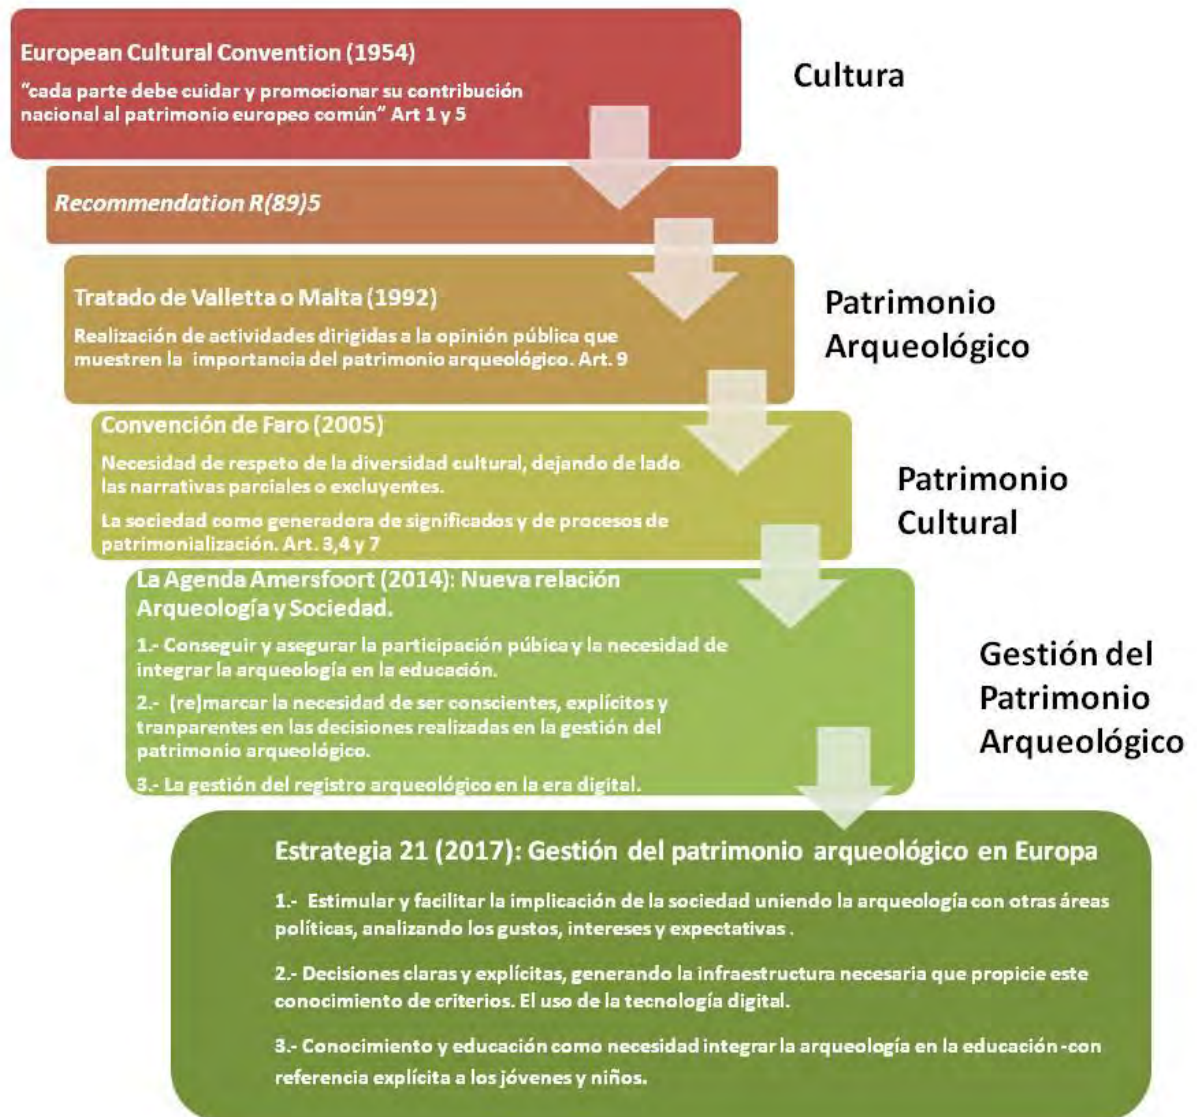 European Cultural Convention (1954)
“cada parte debe cuidar y promocionar su contribución
nacional al patrimonio europeo común” Art 1 y 5
Cultura
Recommendation R(89)5
Tratado de Valletta o Malta (1992)
Realización de actividades dirigidas a la opinión pública que
muestren la importancia del patrimonio arqueológico. Art. 9
Patrimonio
Arqueológico
Convención de Faro (2005)
Necesidad de respeto de la diversidad cultural, dejando de lado
las narrativas parciales o excluyentes.
La sociedad como generadora de significados y de procesos de
patrimonialización. Art. 3,4 y 7
Patrimonio
Cultural
La Agenda Amersfoort (2014): Nueva relación
Arqueología y Sociedad.
1.- Conseguir y asegurar la participación púbica y la necesidad de
integrar la arqueología en la educación.
2.- (re)marcar la necesidad de ser conscientes, explícitos y
tranparentes en las decisiones realizadas en la gestión del
patrimonio arqueológico.
3.- La gestión del registro arqueológico en la era digital.
Gestión del
Patrimonio
Arqueológico
Estrategia 21 (2017): Gestión del patrimonio arqueológico en Europa
1.- Estimular y facilitar la implicación de la sociedad uniendo la arqueología con otras áreas
políticas, analizando los gustos, intereses y expectativas .
2.- Decisiones claras y explícitas, generando la infraestructura necesaria que propicie este
conocimiento de criterios. El uso de la tecnología digital.
3.- Conocimiento y educación como necesidad integrar la arqueología en la educación -con
referencia explícita a los jóvenes y niños.